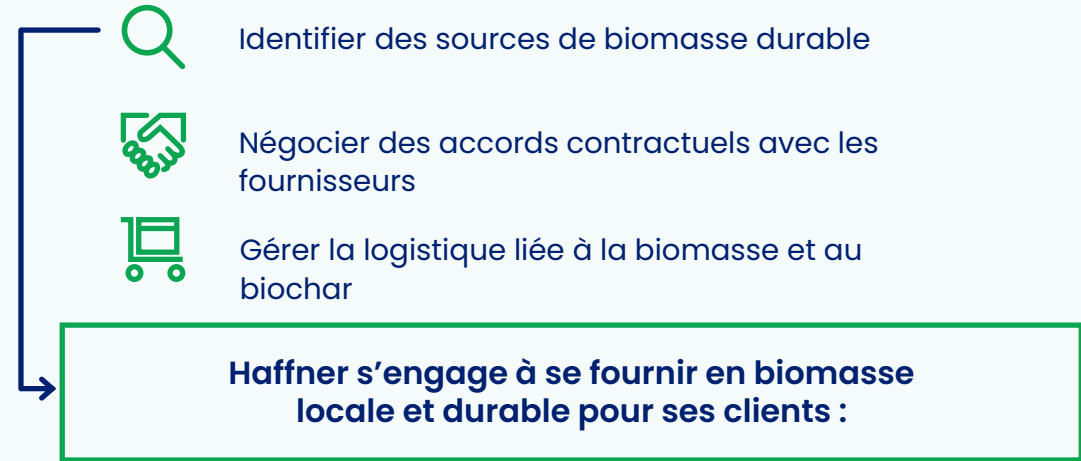 Identifier des sources de biomasse durable
Négocier des accords contractuels avec les
fournisseurs
Gérer la logistique liée à la biomasse et au
biochar
Haffner s’engage à se fournir en biomasse
locale et durable pour ses clients :